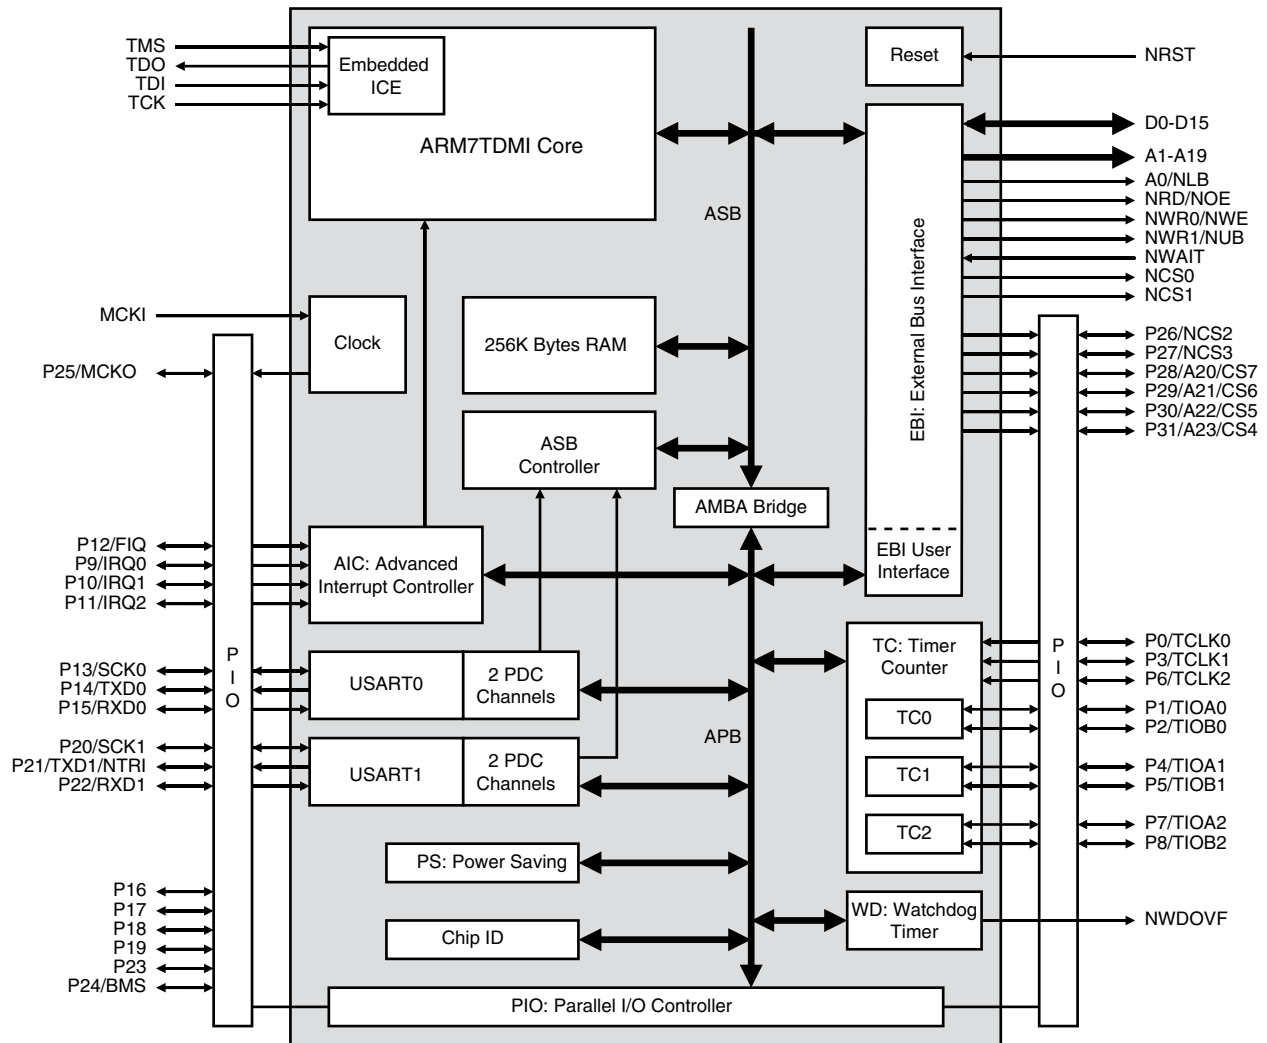 TMS
TDO
TDI
TCK
Embedded
ICE
ARM7TDMI Core
Reset
NRST
D0-D15
A1-A19
A0/NLB
NRD/NOE
NWR0/NWE
NWR1/NUB
NWAIT
NCS0
NCS1
ASB
EBI: External Bus Interface
MCKI
Clock
256K Bytes RAM
P25/MCKO
P26/NCS2
P27/NCS3
P28/A20/CS7
P29/A21/CS6
P30/A22/CS5
P31/A23/CS4
ASB
Controller
AMBA Bridge
EBI User
Interface
P12/FIQ
P9/IRQ0
P10/IRQ1
P11/IRQ2
AIC: Advanced
Interrupt Controller
PIO
P13/SCK0
P14/TXD0
P15/RXD0
USART0
2 PDC
Channels
P20/SCK1
P21/TXD1/NTRI
P22/RXD1
USART1
2 PDC
Channels
APB
TC: Timer
Counter
TC0
TC1
TC2
PIO
P0/TCLK0
P3/TCLK1
P6/TCLK2
P1/TIOA0
P2/TIOB0
P4/TIOA1
P5/TIOB1
P7/TIOA2
P8/TIOB2
PS: Power Saving
P16
P17
P18
P19
P23
P24/BMS
Chip ID
WD: Watchdog
Timer
NWDOVF
PIO: Parallel I/O Controller